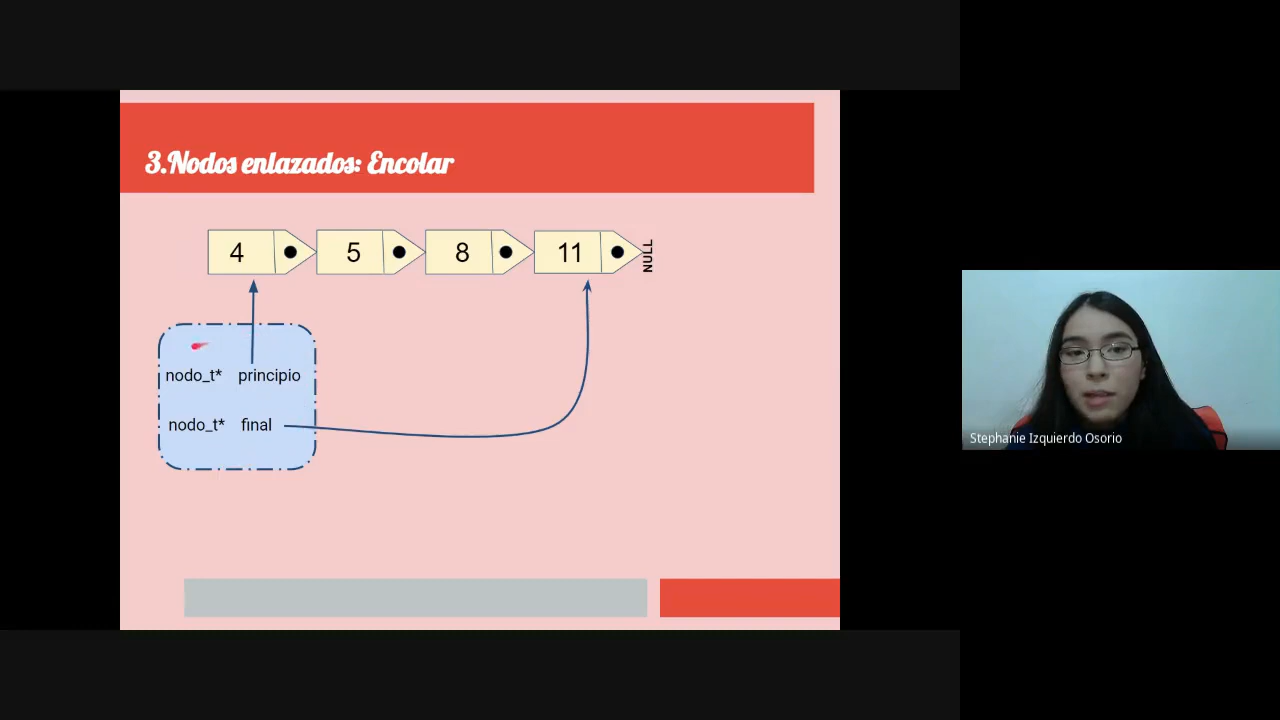 3.Nodos enlazados: Encolar
4 5 8 11 NULL
nodo_t* principio
nodo_t* final
Stephanie Izquierdo Osorio